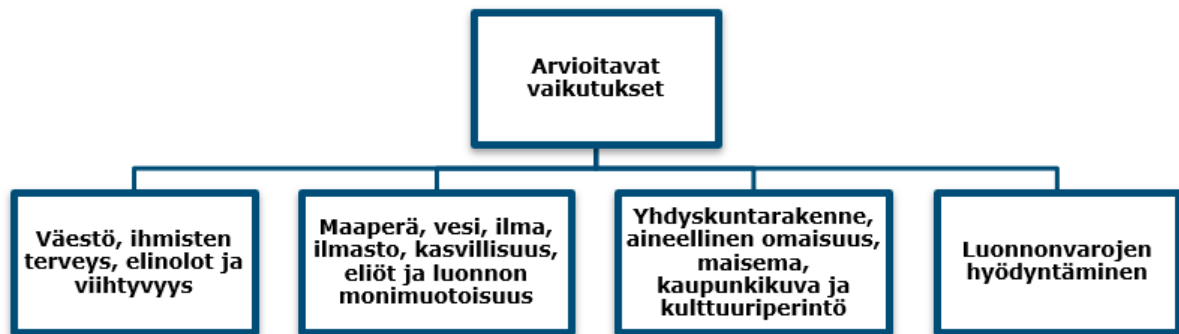 Arvioitavat
vaikutukset
Väestö, ihmisten
terveys, elinolot ja
viihtyvyys
Maaperä, vesi, ilma,
ilmasto, kasvillisuus,
eliöt ja luonnon
monimuotoisuus
Yhdyskuntarakenne,
aineellinen omaisuus,
maisema,
kaupunkikuva ja
kulttuuriperintö
Luonnonvarojen
hyödyntäminen